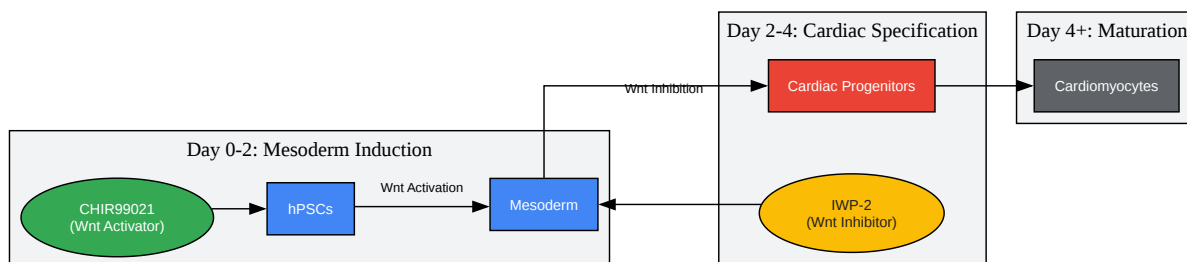 Day 0-2: Mesoderm Induction
CHIR99021
(Wnt Activator)
hPSCs
Wnt Activation
Mesoderm
Wnt Inhibition
Day 2-4: Cardiac Specification
Cardiac Progenitors
IWP-2
(Wnt Inhibitor)
Day 4+: Maturation
Cardiomyocytes